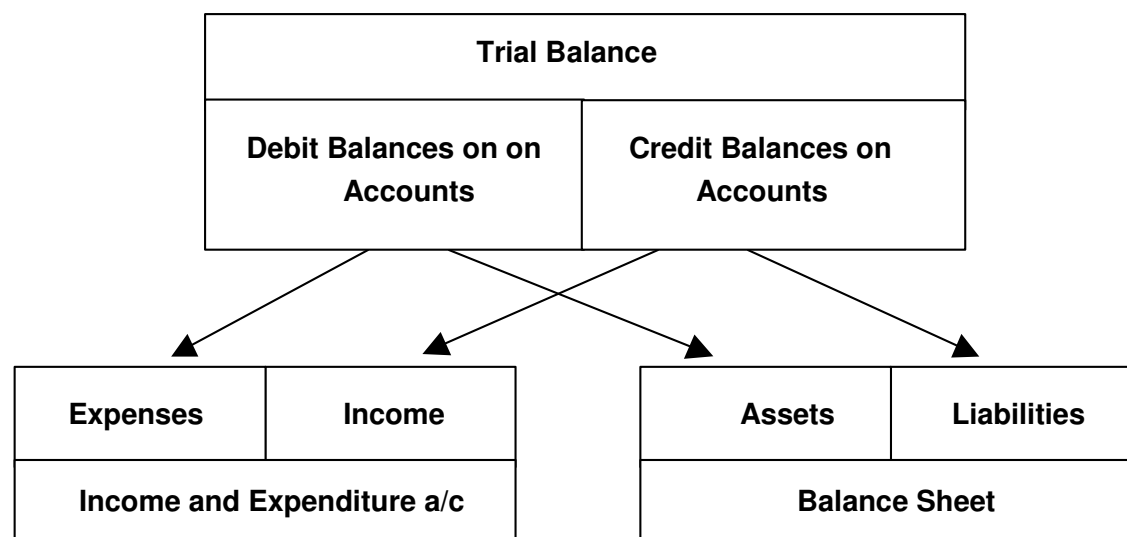 Trial Balance
Debit Balances on on
Accounts
Credit Balances on
Accounts
Expenses
Income
Assets
Liabilities
Income and Expenditure a/c
Balance Sheet